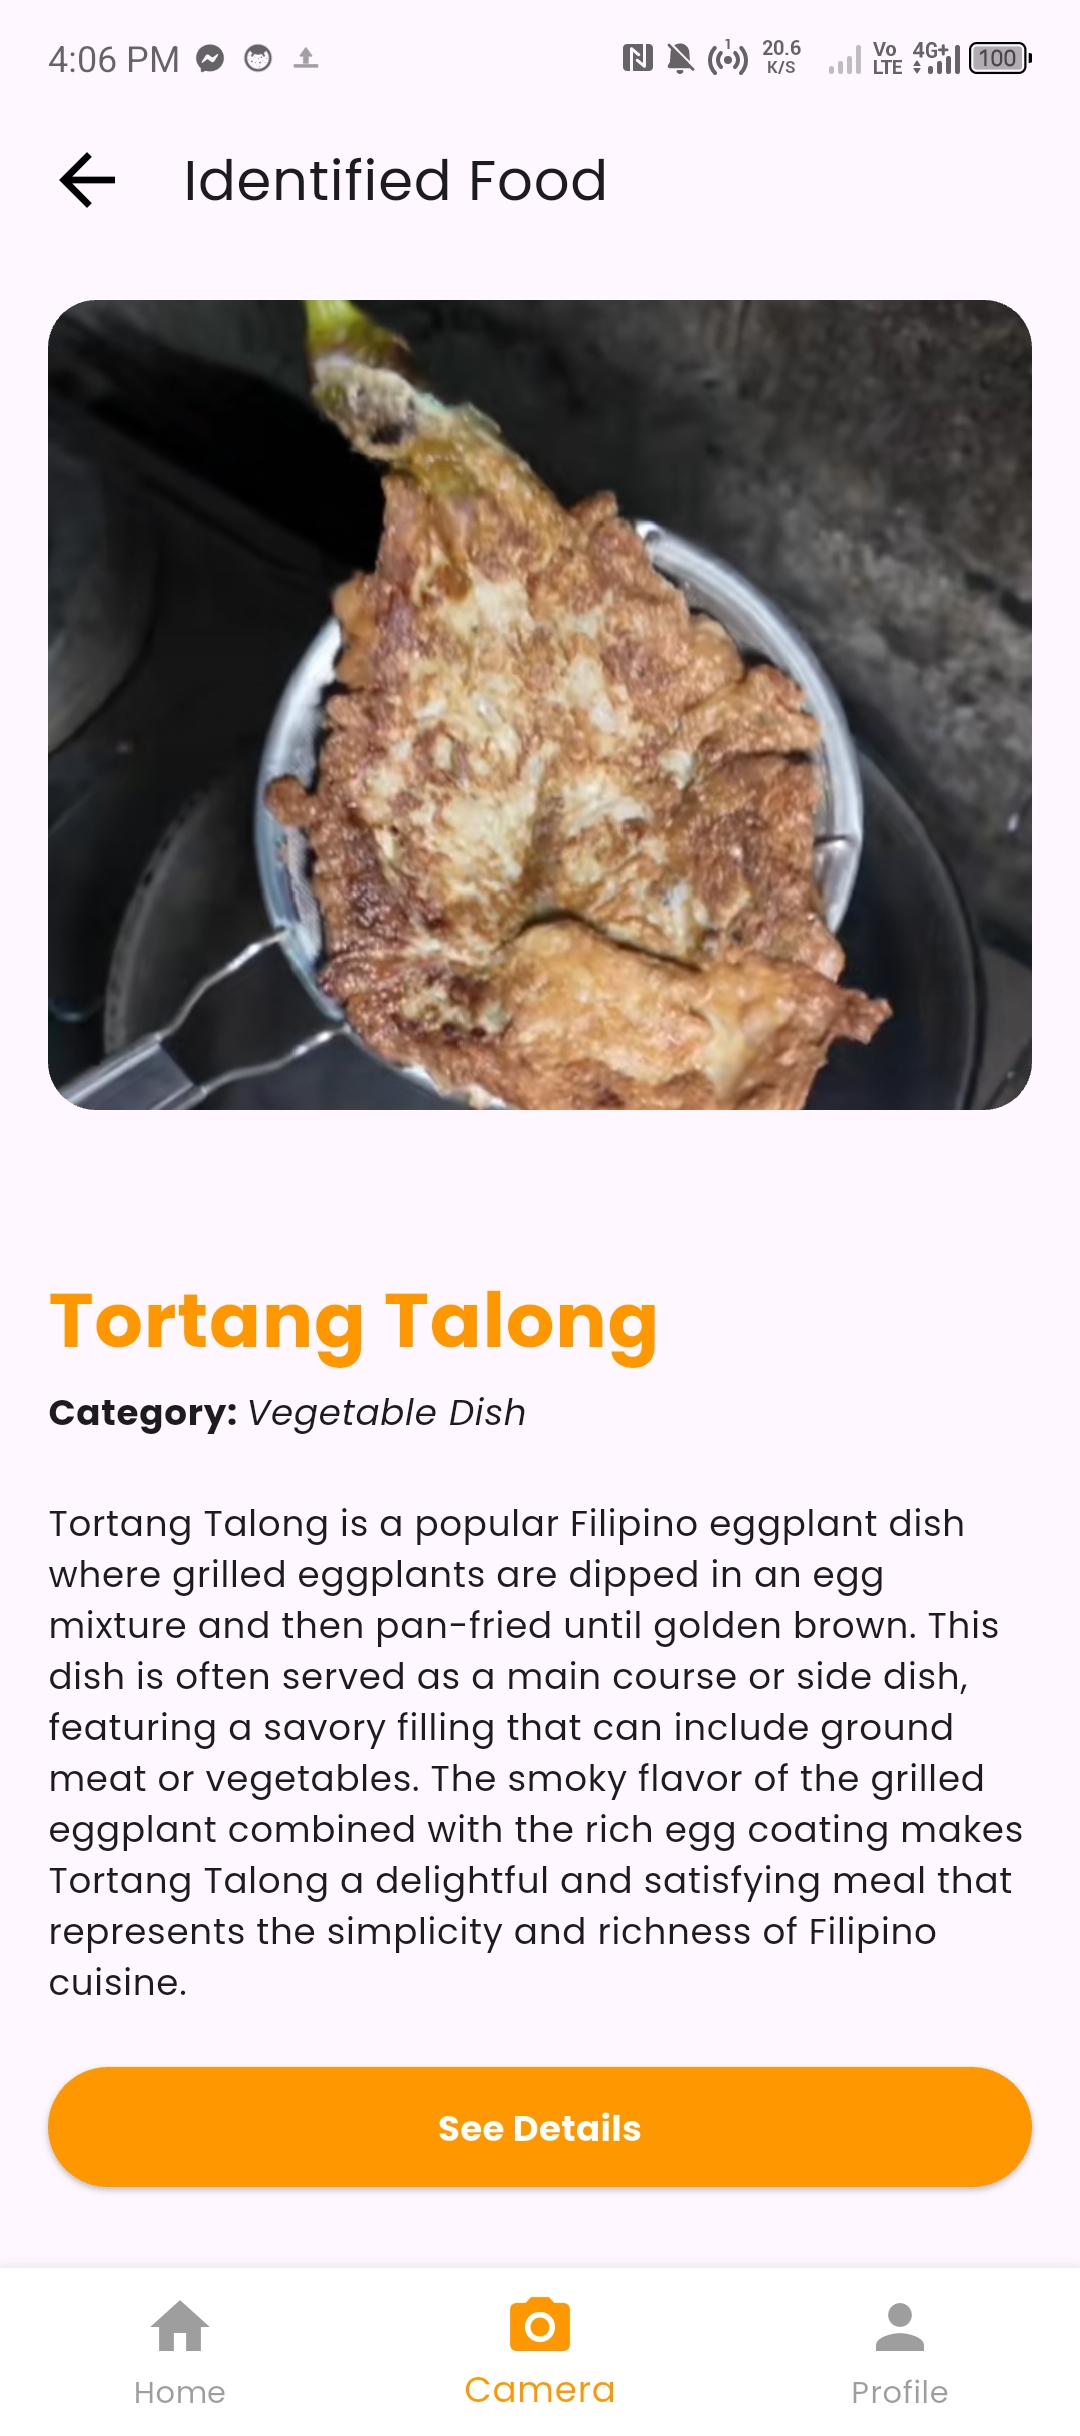 4:06 PM
1
20.6 K/S
Vo LTE
4G+
100
Identified Food
Tortang Talong
Category: Vegetable Dish
Tortang Talong is a popular Filipino eggplant dish
where grilled eggplants are dipped in an egg
mixture and then pan-fried until golden brown. This
dish is often served as a main course or side dish,
featuring a savory filling that can include ground
meat or vegetables. The smoky flavor of the grilled
eggplant combined with the rich egg coating makes
Tortang Talong a delightful and satisfying meal that
represents the simplicity and richness of Filipino
cuisine.
See Details
Home
Camera
Profile